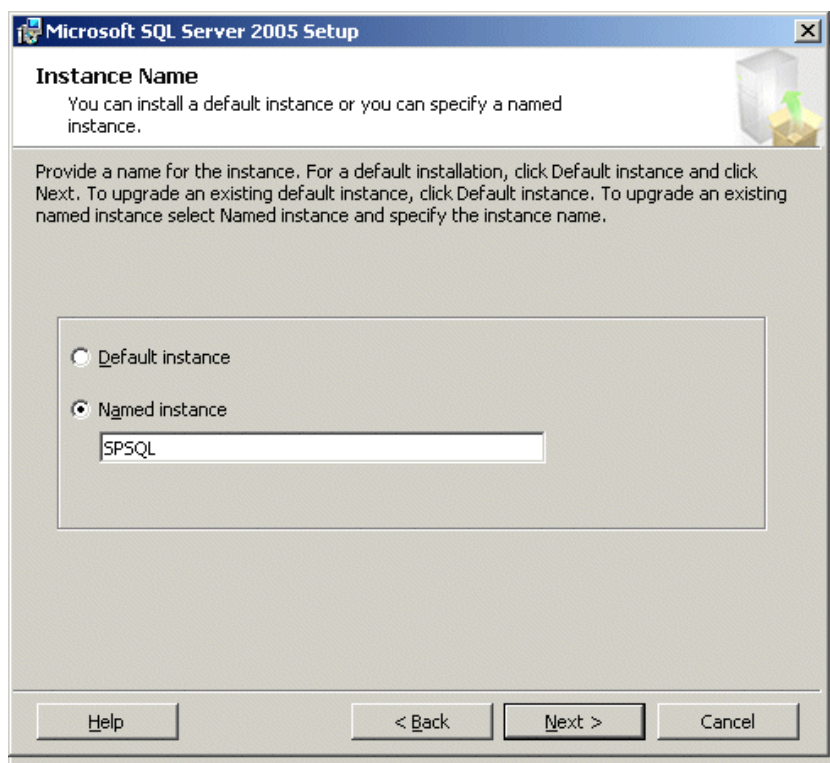 Microsoft SQL Server 2005 Setup
Instance Name
You can install a default instance or you can specify a named
instance.
Provide a name for the instance. For a default installation, click Default instance and click
Next. To upgrade an existing default instance, click Default instance. To upgrade an existing
named instance select Named instance and specify the instance name.
Default instance
Named instance
SPSQL
Help
< Back
Next >
Cancel